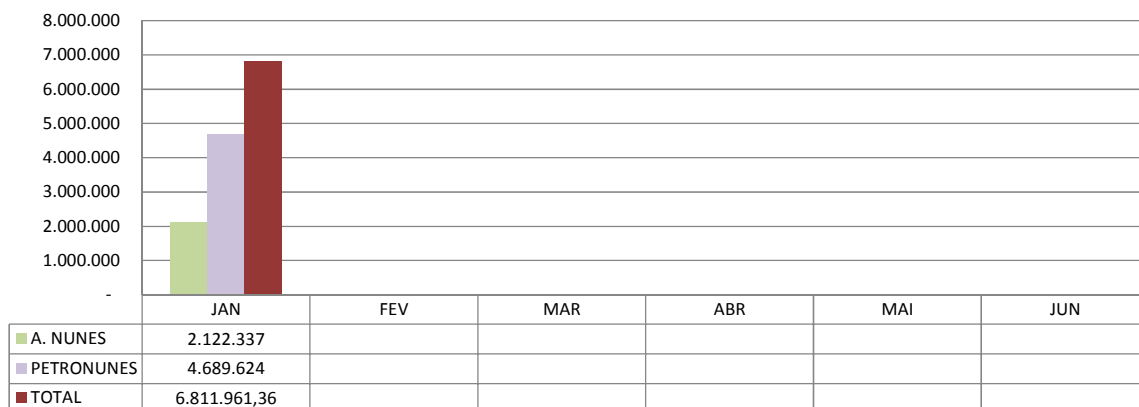 8.000.000
7.000.000
6.000.000
5.000.000
4.000.000
3.000.000
2.000.000
1.000.000
-
JAN FEV MAR ABR MAI JUN
A. NUNES 2.122.337
PETRONUNES 4.689.624
TOTAL 6.811.961,36